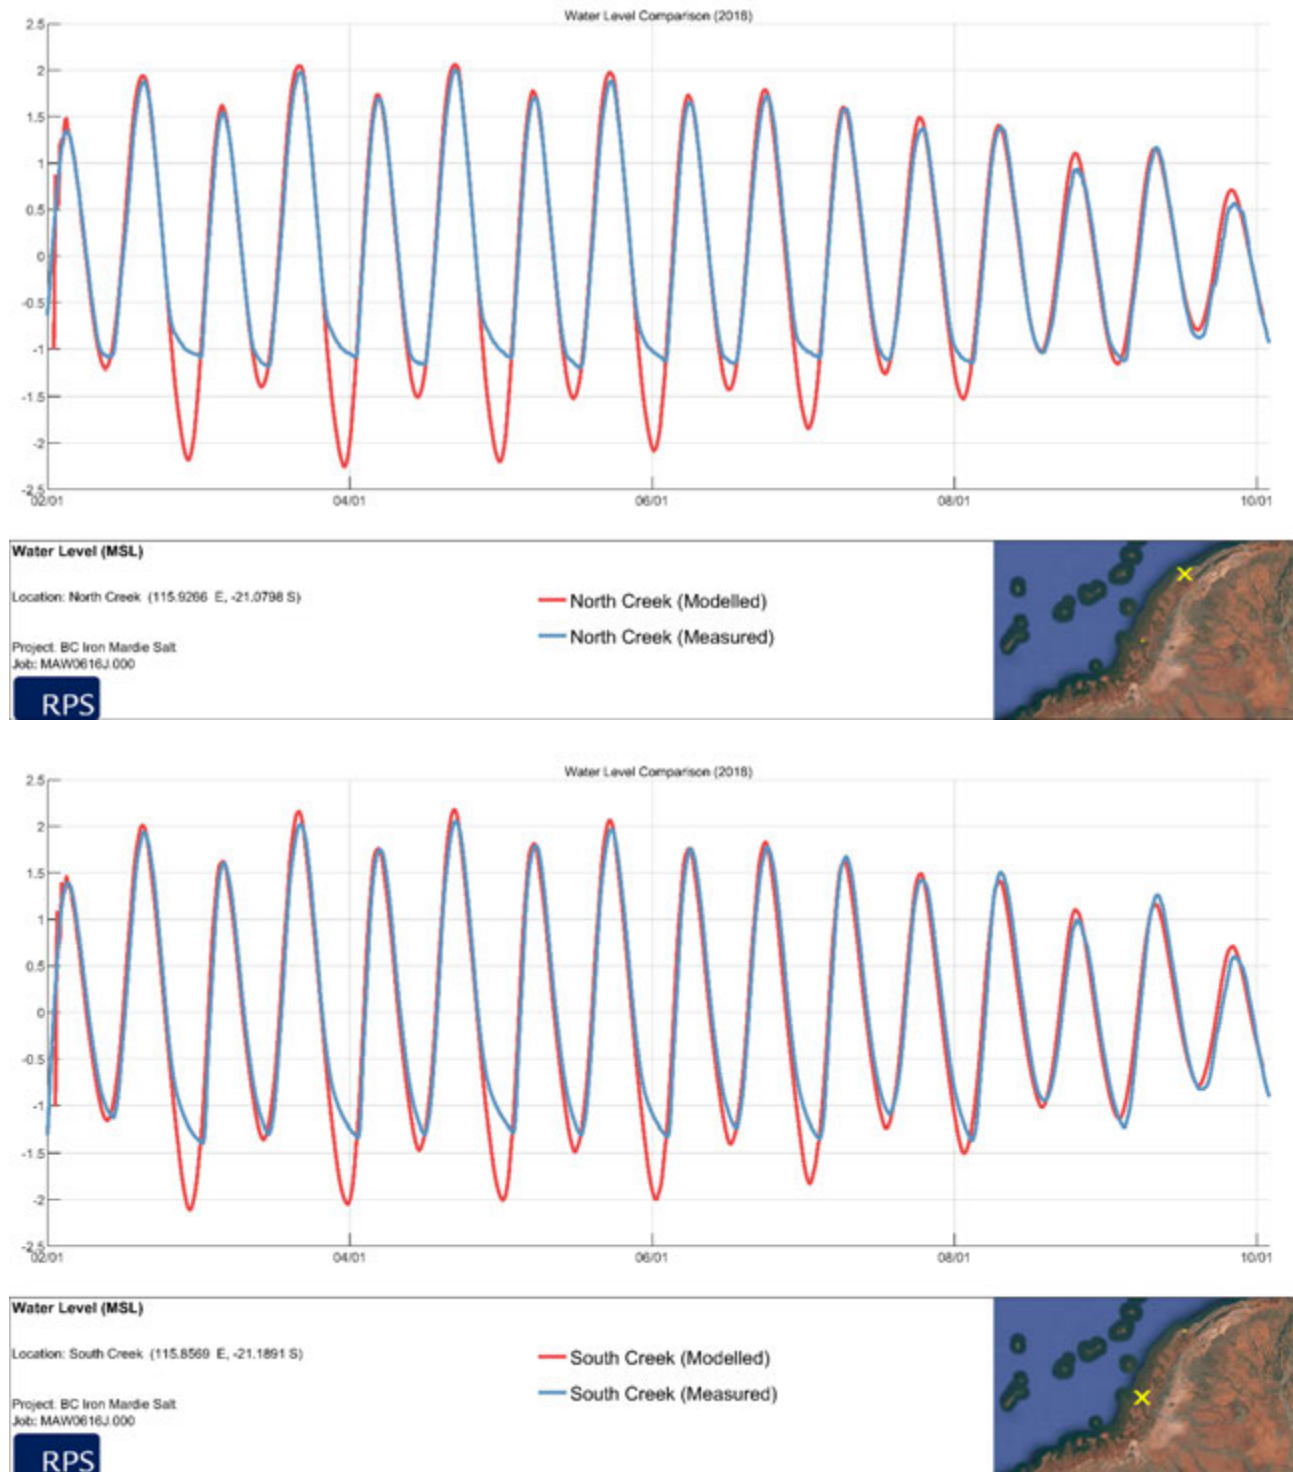 Water Level Comparison (2018)
2.5
2
1.5
1
0.5
0
-0.5
-1
-1.5
-2
-2.5
02/01 04/01 06/01 08/01 10/01
Water Level (MSL)
Location: North Creek (115.9266 E, -21.0798 S)
North Creek (Modelled)
North Creek (Measured)
Project: BC Iron Mardie Salt
Job: MAW0616J.000
RPS
Water Level Comparison (2018)
2.5
2
1.5
1
0.5
0
-0.5
-1
-1.5
-2
-2.5
02/01 04/01 06/01 08/01 10/01
Water Level (MSL)
Location: South Creek (115.8569 E, -21.1891 S)
South Creek (Modelled)
South Creek (Measured)
Project: BC Iron Mardie Salt
Job: MAW0616J.000
RPS